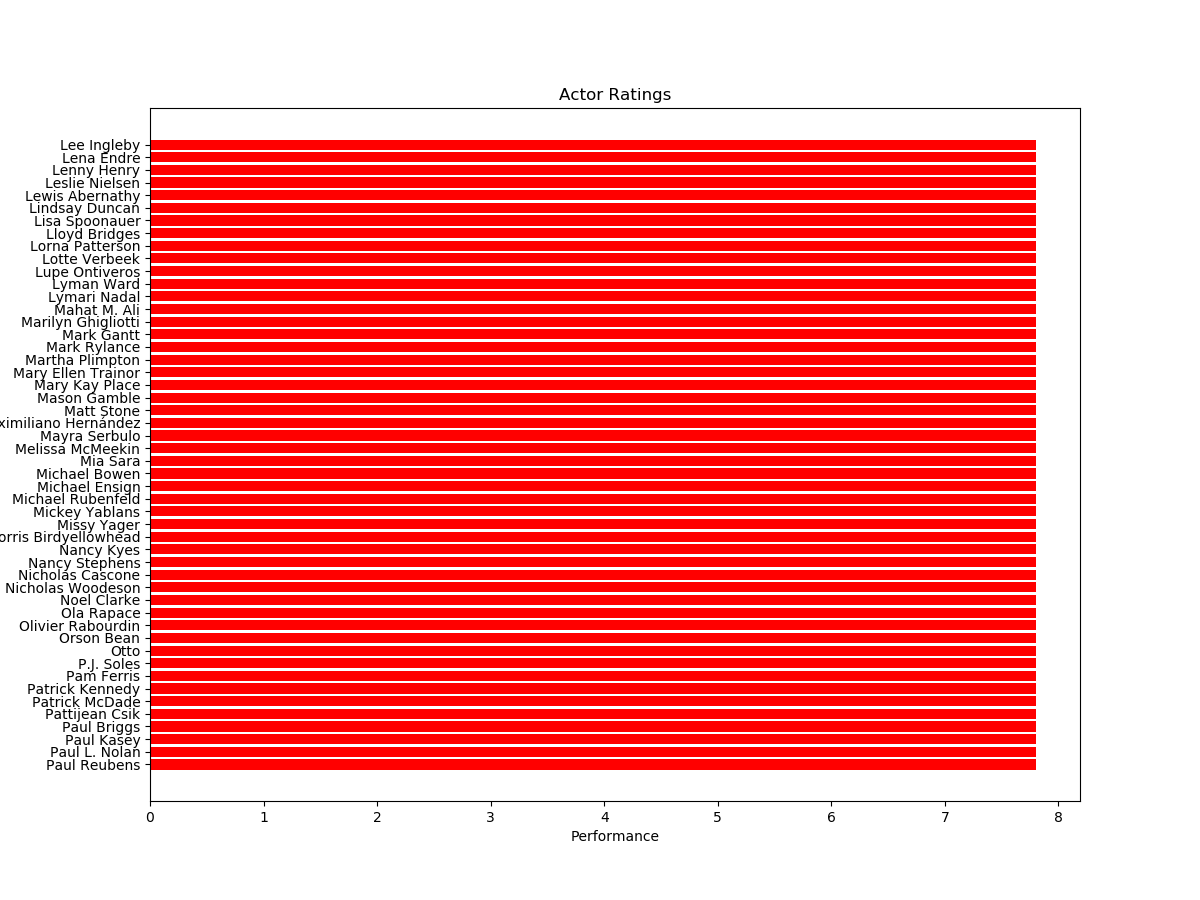 Actor Ratings
Lee Ingleby
Lena Endre
Lenny Henry
Leslie Nielsen
Lewis Abernathy
Lindsay Duncan
Lisa Spoonauer
Lloyd Bridges
Lorna Patterson
Lotte Verbeek
Lupe Ontiveros
Lyman Ward
Lymari Nadal
Mahat M. Ali
Marilyn Ghigliotti
Mark Gantt
Mark Rylance
Martha Plimpton
Mary Ellen Trainor
Mary Kay Place
Mason Gamble
Matt Stone
ximiliano Hernández
Mayra Serbulo
Melissa McMeekin
Mia Sara
Michael Bowen
Michael Ensign
Michael Rubenfeld
Mickey Yablans
Missy Yager
orris Birdyellowhead
Nancy Kyes
Nancy Stephens
Nicholas Cascone
Nicholas Woodeson
Noel Clarke
Ola Rapace
Olivier Rabourdin
Orson Bean
Otto
P.J. Soles
Pam Ferris
Patrick Kennedy
Patrick McDade
Pattijean Csik
Paul Briggs
Paul Kasey
Paul L. Nolan
Paul Reubens
0 1 2 3 4 5 6 7 8
Performance